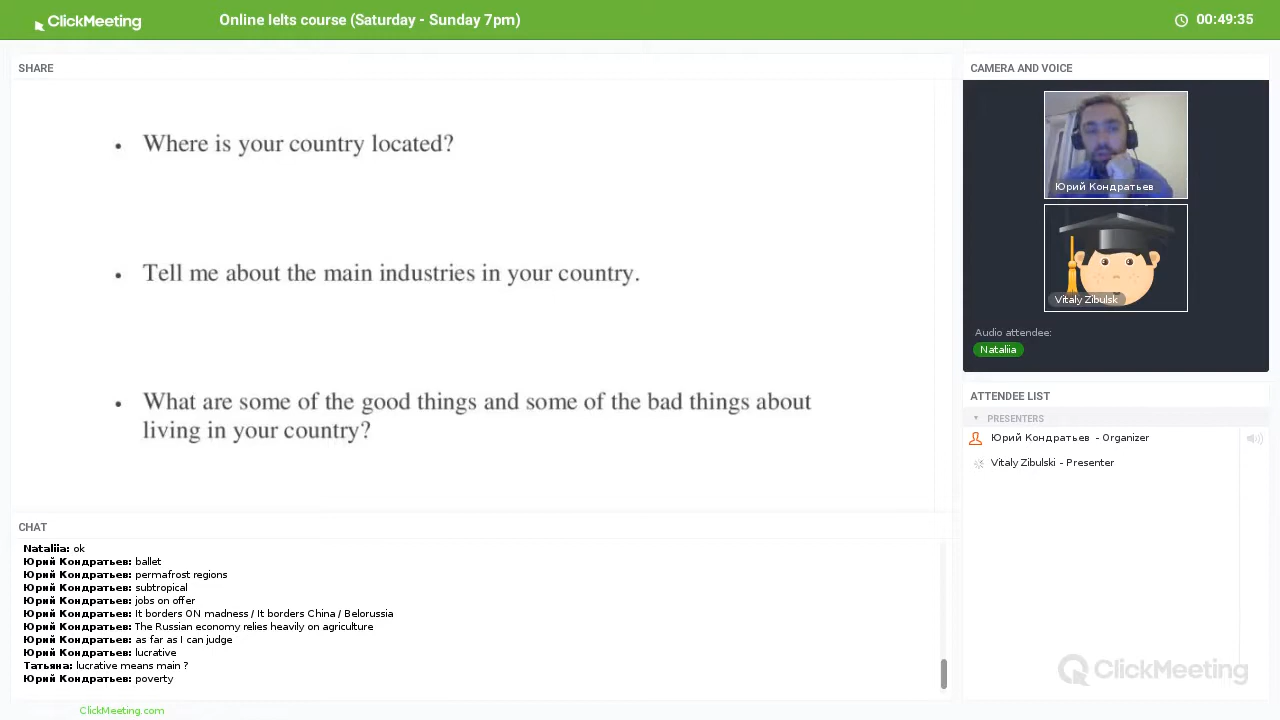 ClickMeeting
Online Ielts course (Saturday - Sunday 7pm)
00:49:35
SHARE
• Where is your country located?
• Tell me about the main industries in your country.
• What are some of the good things and some of the bad things about
living in your country?
CHAT
Nataliia: ok
Юрий Кондратьев: ballet
Юрий Кондратьев: permafrost regions
Юрий Кондратьев: subtropical
Юрий Кондратьев: jobs on offer
Юрий Кондратьев: It borders ON madness / It borders China / Belorussia
Юрий Кондратьев: The Russian economy relies heavily on agriculture
Юрий Кондратьев: as far as I can judge
Юрий Кондратьев: lucrative
Татьяна: lucrative means main ?
Юрий Кондратьев: poverty
ClickMeeting.com
CAMERA AND VOICE
Юрий Кондратьев
Vitaly Zibulsk
Audio attendee:
Nataliia
ATTENDEE LIST
PRESENTERS
Юрий Кондратьев - Organizer
Vitaly Zibulski - Presenter
ClickMeeting